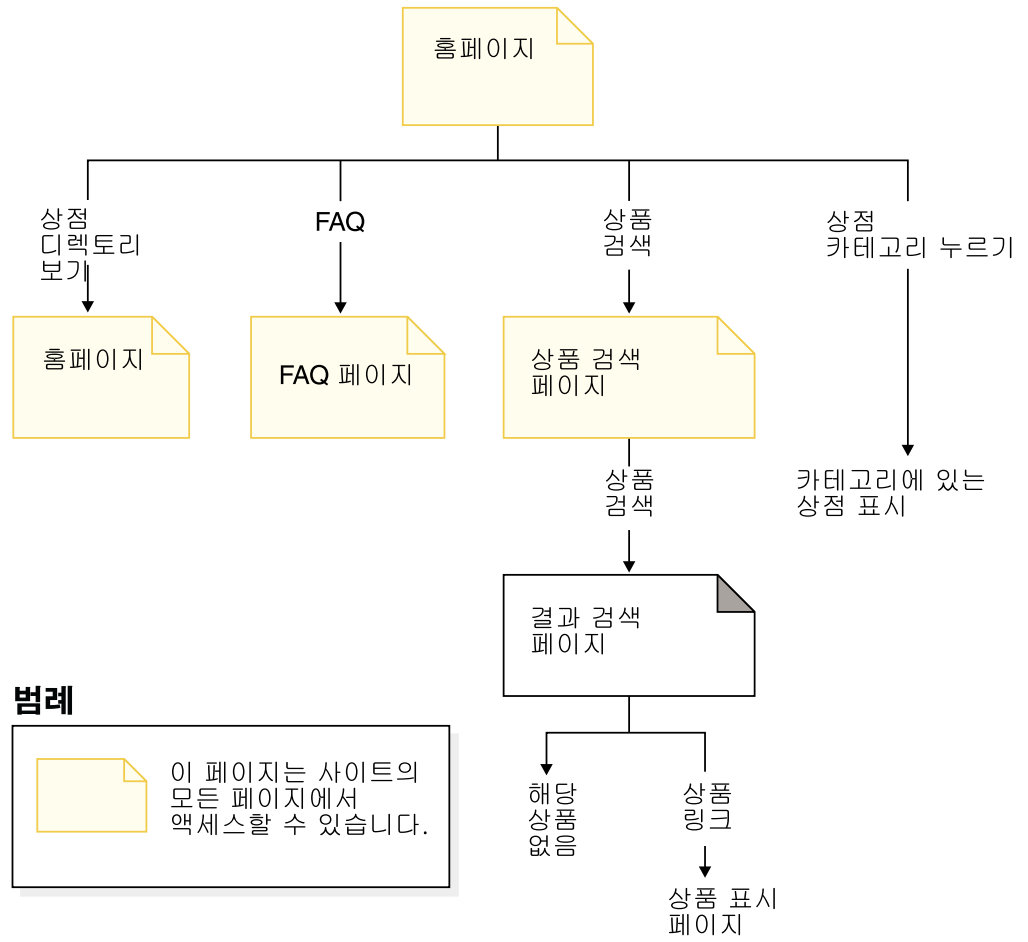 홈페이지
상점
디렉토리
보기
FAQ
상품
검색
상점
카테고리 누르기
홈페이지
FAQ 페이지
상품 검색
페이지
상품
검색
카테고리에 있는
상점 표시
결과 검색
페이지
범례
이 페이지는 사이트의
모든 페이지에서
액세스할 수 있습니다.
해당
상품
없음
상품
링크
상품 표시
페이지